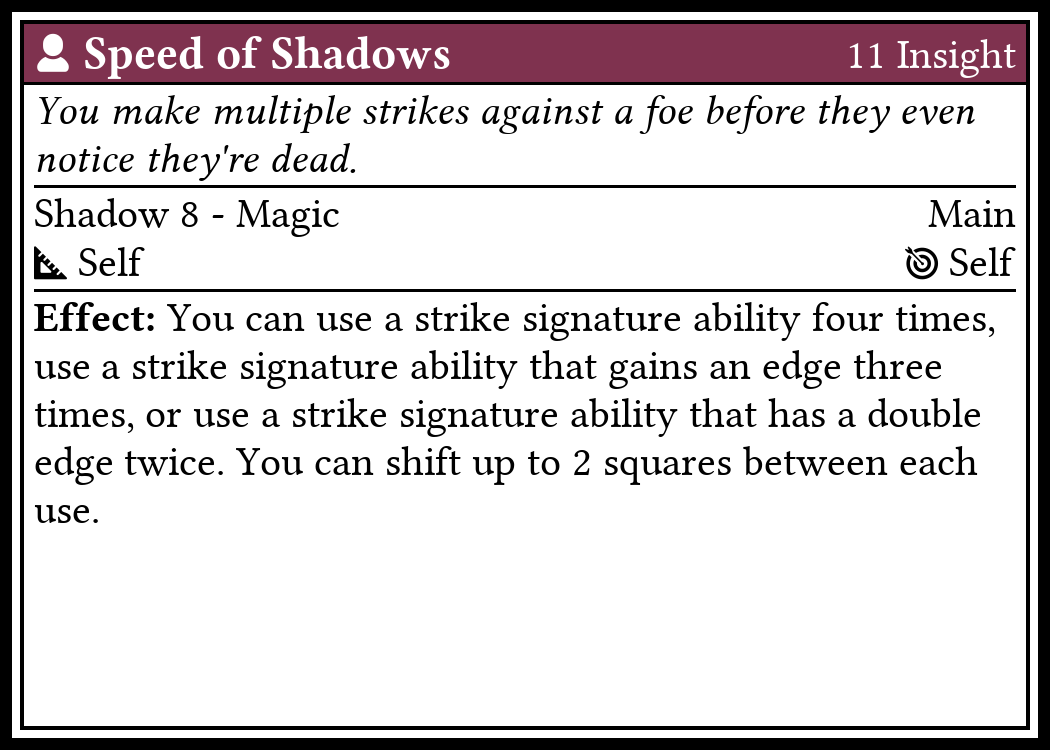 Speed of Shadows 11 Insight
You make multiple strikes against a foe before they even
notice they're dead.
Shadow 8 - Magic Main
Self Self
Effect: You can use a strike signature ability four times,
use a strike signature ability that gains an edge three
times, or use a strike signature ability that has a double
edge twice. You can shift up to 2 squares between each
use.